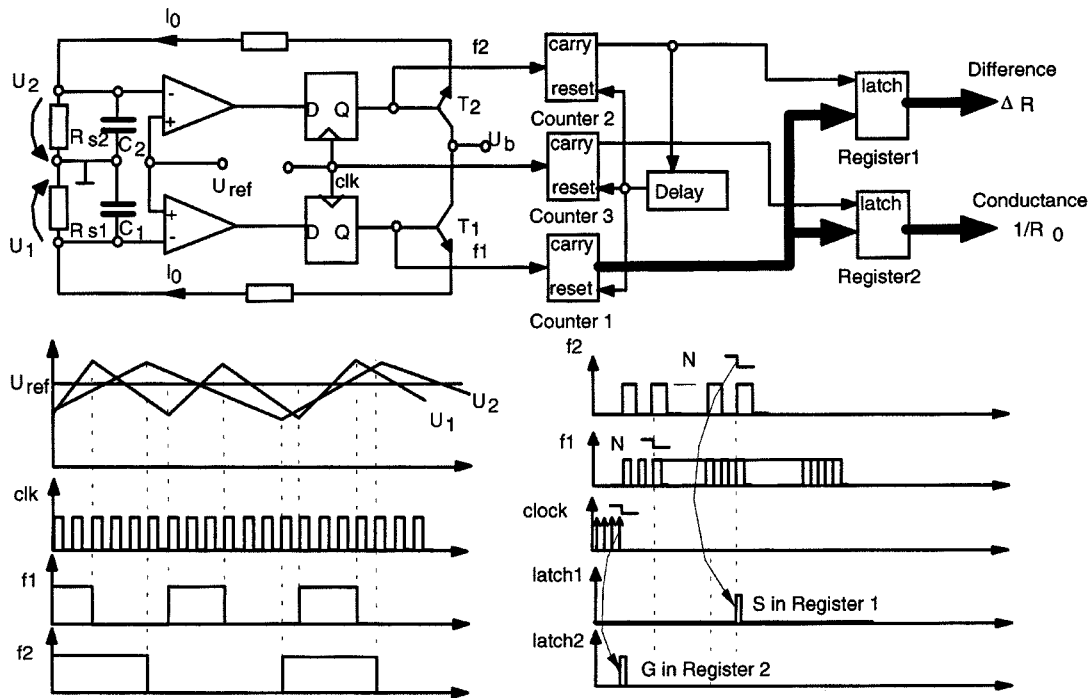 I0
U2
Rs2
C2
-
+
D Q
f2
T2
Ub
Uref
clk
U1
Rs1
C1
+
-
D Q
T1
f1
I0
carry
reset
Counter 2
carry
reset
Counter 3
Delay
carry
reset
Counter 1
latch
Register1
latch
Register2
Difference
Δ R
Conductance
1/R0
Uref
U1
U2
clk
f1
f2
f2
N
f1
N
clock
latch1
S in Register 1
latch2
G in Register 2